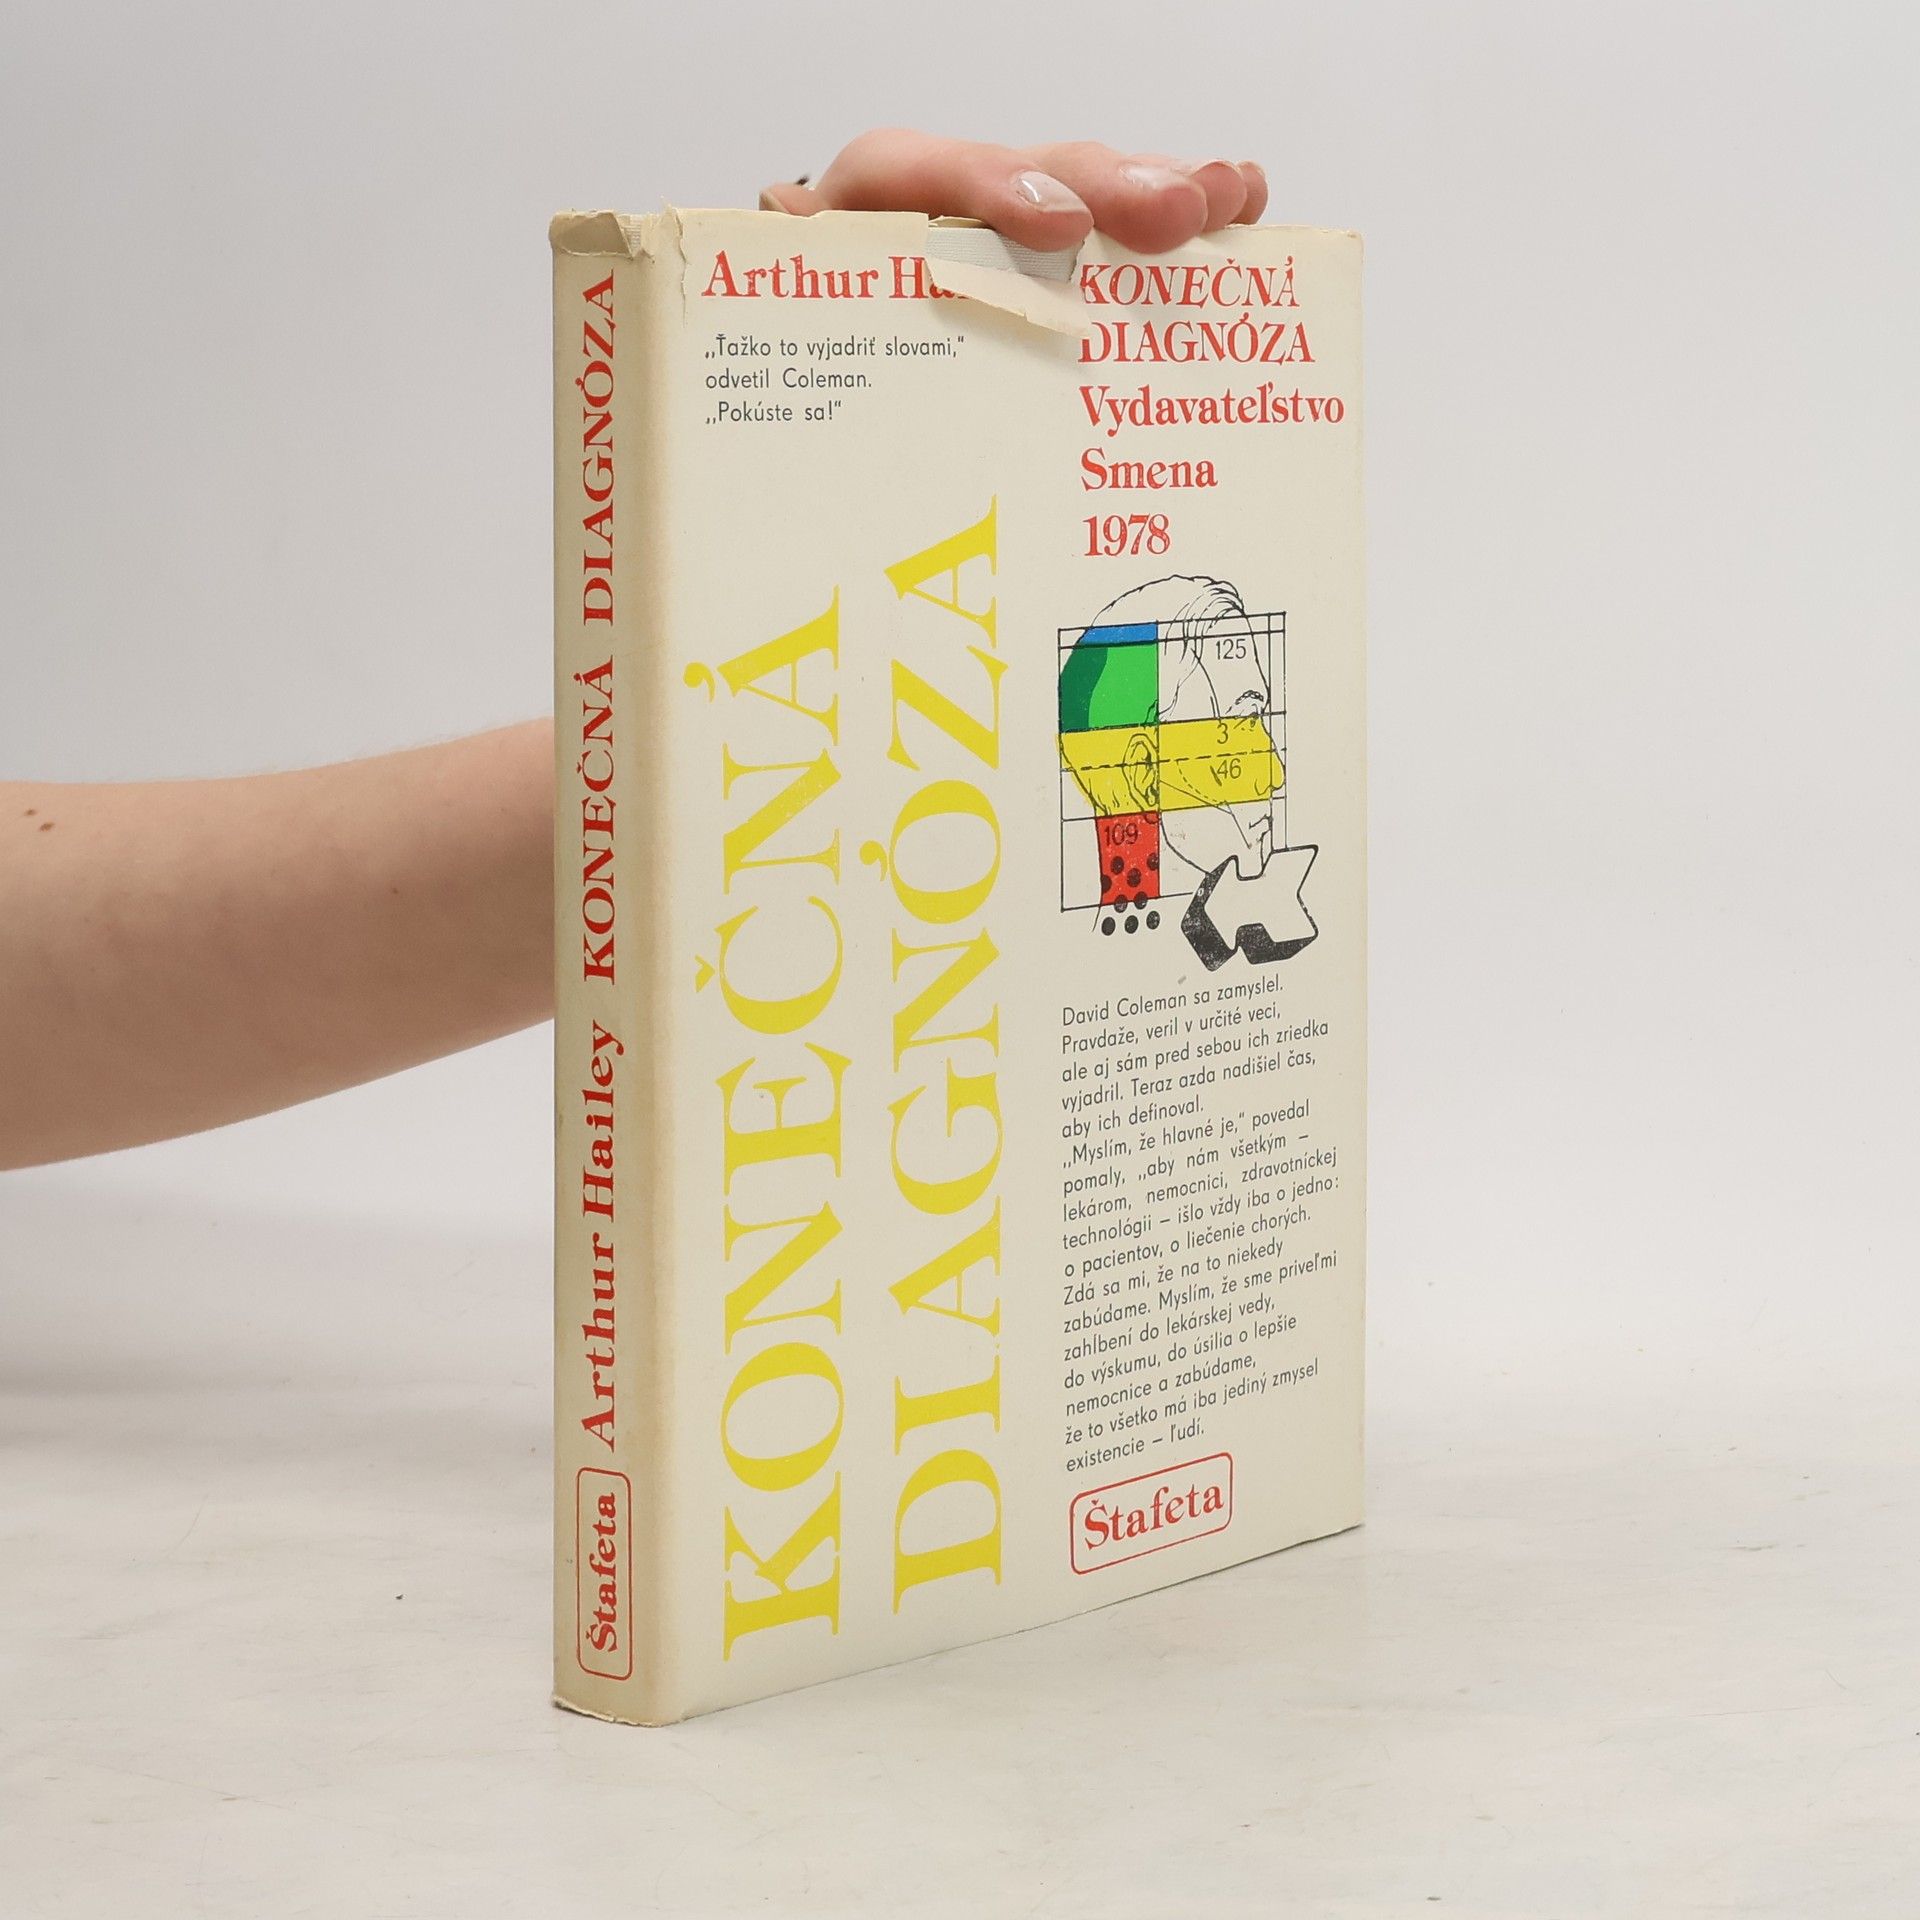 Štafeta Arthur Hailey KONEČNÁ DIAGNÓZA
Arthur
„Ťažko to vyjadriť slovami,“
odvetil Coleman.
„Pokúste sa!“
KONEČNÁ
DIAGNÓZA
KONEČNÁ
DIAGNÓZA
Vydavateľstvo
Smena
1978
125
3
46
109
David Coleman sa zamyslel.
Pravdaže, veril v určité veci,
ale aj sám pred sebou ich zriedka
vyjadril. Teraz azda nadišiel čas,
aby ich definoval.
„Myslím, že hlavné je,“ povedal
pomaly, „aby nám všetkým –
lekárom, nemocnici, zdravotníckej
technológii – išlo vždy iba o jedno:
o pacientov, o liečenie chorých.
Zdá sa mi, že na to niekedy
zabúdame. Myslím, že sme priveľmi
zahĺbení do lekárskej vedy,
do výskumu, do úsilia o lepšie
nemocnice a zabúdame,
že to všetko má iba jediný zmysel
existencie – ľudí.
Štafeta